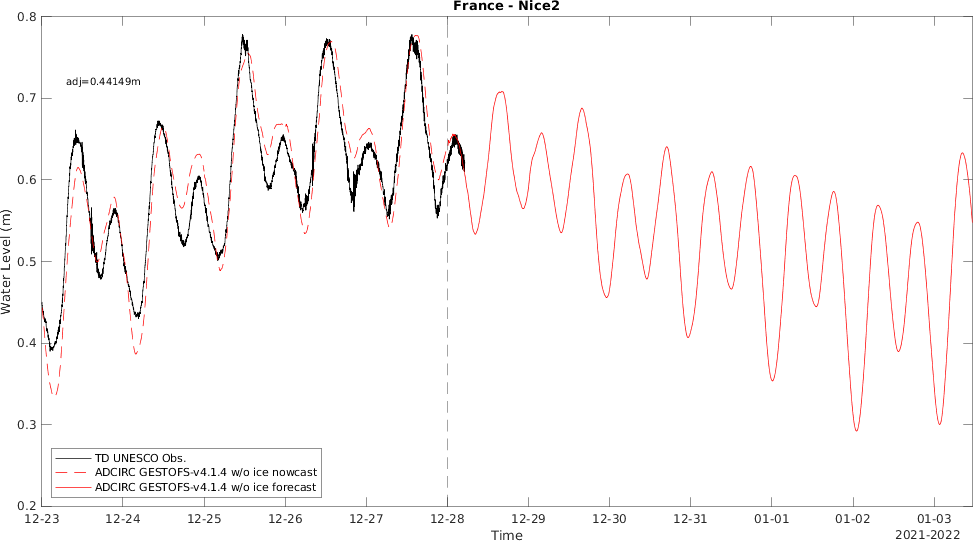 France - Nice2
0.8
0.7
0.6
0.5
0.4
0.3
0.2
Water Level (m)
adj=0.44149m
TD UNESCO Obs.
ADCIRC GESTOFS-v4.1.4 w/o ice nowcast
ADCIRC GESTOFS-v4.1.4 w/o ice forecast
12-23 12-24 12-25 12-26 12-27 12-28 12-29 12-30 12-31 01-01 01-02 01-03
Time
2021-2022